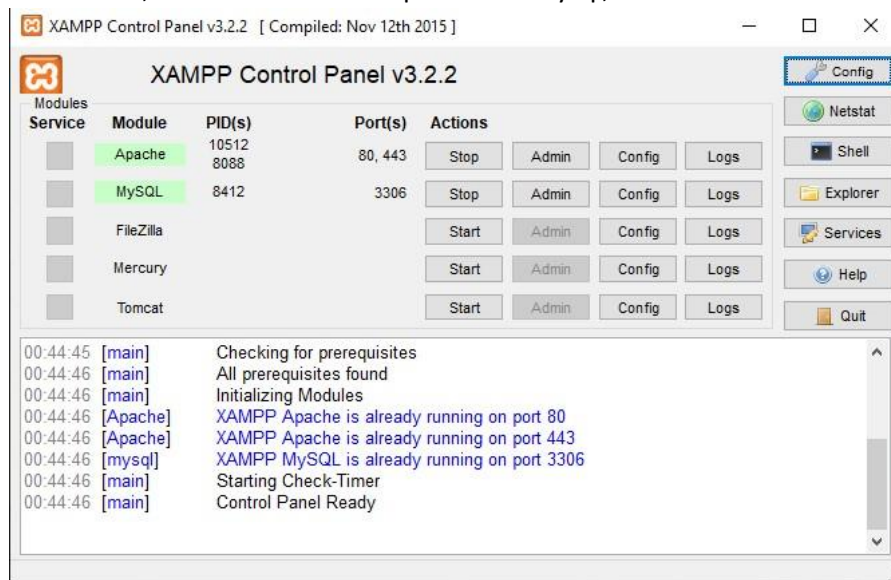 XAMPP Control Panel v3.2.2 [ Compiled: Nov 12th 2015 ]
XAMPP Control Panel v3.2.2
Config
Modules
Service Module PID(s) Port(s) Actions
Netstat
Apache 10512 8088 80, 443 Stop Admin Config Logs
Shell
MySQL 8412 3306 Stop Admin Config Logs
Explorer
FileZilla Start Admin Config Logs
Services
Mercury Start Admin Config Logs
Help
Tomcat Start Admin Config Logs
Quit
00:44:45 [main] Checking for prerequisites
00:44:46 [main] All prerequisites found
00:44:46 [main] Initializing Modules
00:44:46 [Apache] XAMPP Apache is already running on port 80
00:44:46 [Apache] XAMPP Apache is already running on port 443
00:44:46 [mysql] XAMPP MySQL is already running on port 3306
00:44:46 [main] Starting Check-Timer
00:44:46 [main] Control Panel Ready